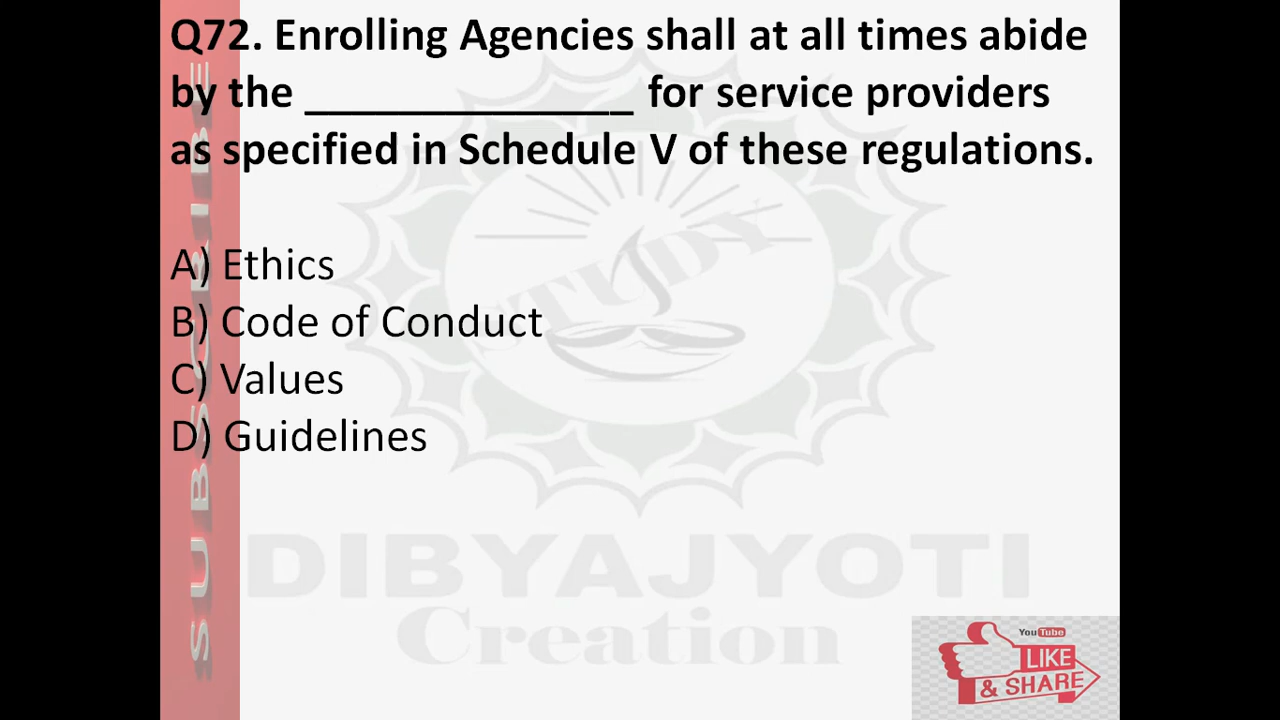 Q72. Enrolling Agencies shall at all times abide
by the _______________ for service providers
as specified in Schedule V of these regulations.
A) Ethics
B) Code of Conduct
C) Values
D) Guidelines
SUBSCRIBE
STUDY
DIBYAJYOTI
Creation
YouTube
LIKE
& SHARE